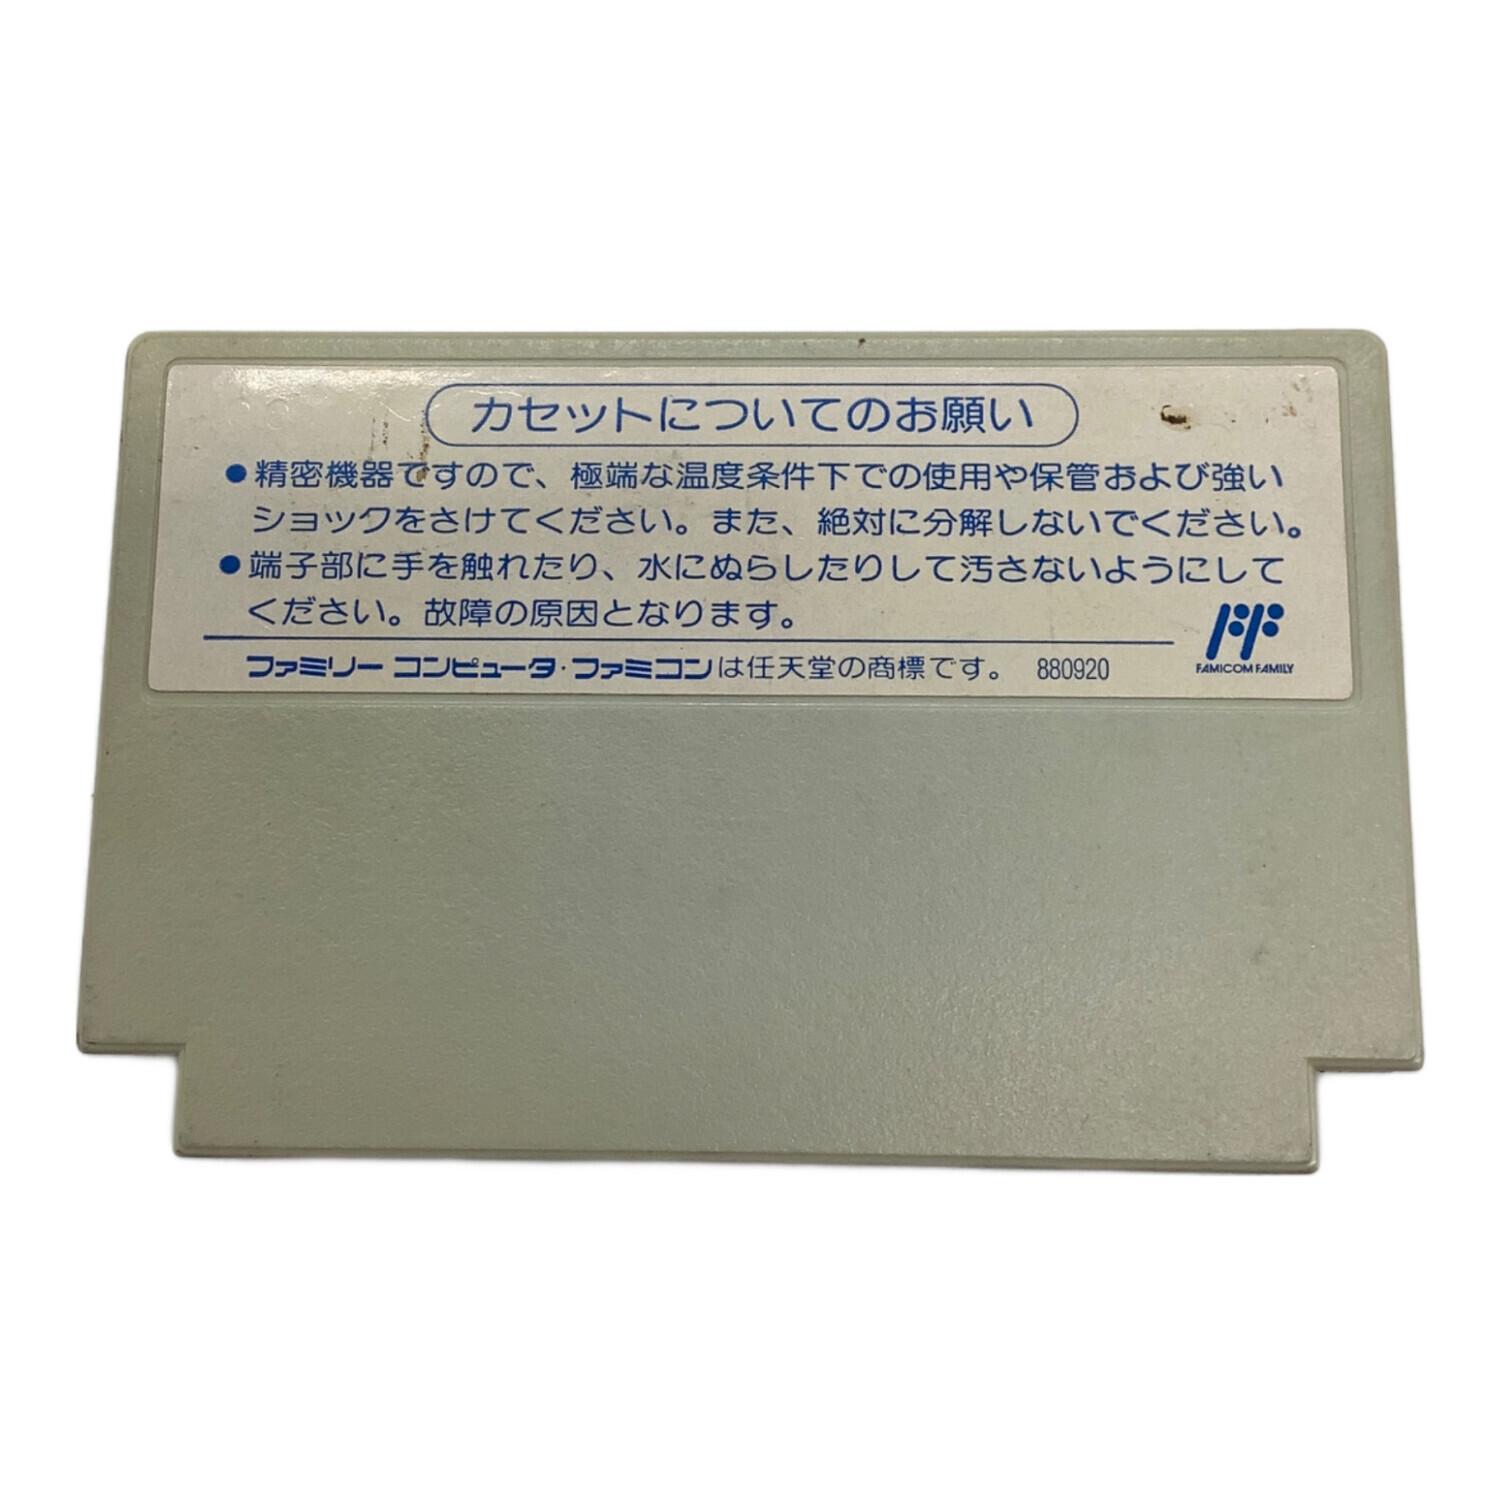 カセットについてのお願い
●精密機器ですので、極端な温度条件下での使用や保管および強い
ショックをさけてください。また、絶対に分解しないでください。
●端子部に手を触れたり、水にぬらしたりして汚さないようにして
ください。故障の原因となります。
ファミリー コンピュータ・ファミコンは任天堂の商標です。 880920
FF
FAMICOM FAMILY